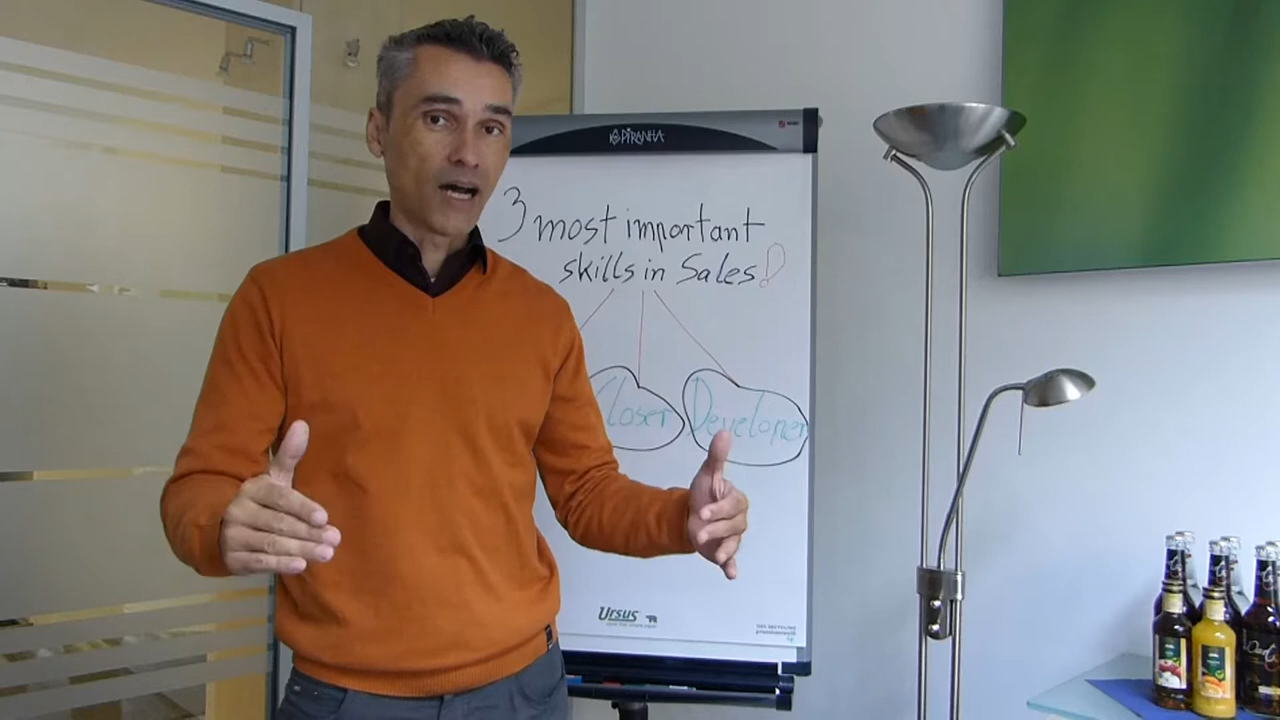 PIRANHA
3 most important
skills in Sales!
Closer Developer
Ursus